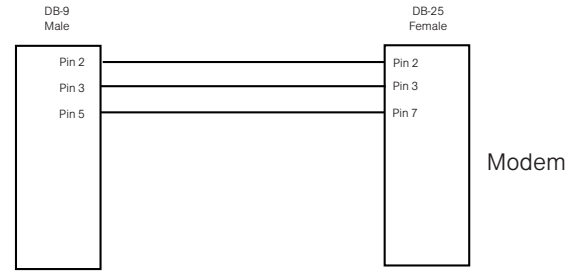 DB-9
Male
DB-25
Female
Pin 2
Pin 2
Pin 3
Pin 3
Pin 5
Pin 7
Modem